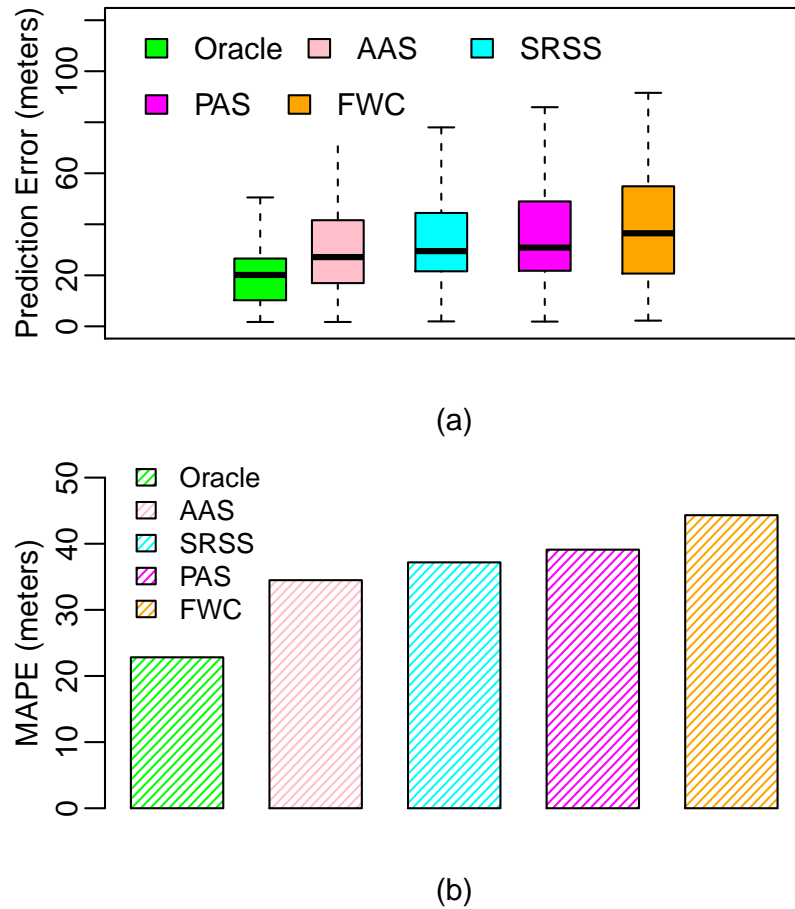 Prediction Error (meters)
0
20
60
100
Oracle
AAS
SRSS
PAS
FWC
(a)
MAPE (meters)
0
10
20
30
40
50
Oracle
AAS
SRSS
PAS
FWC
(b)